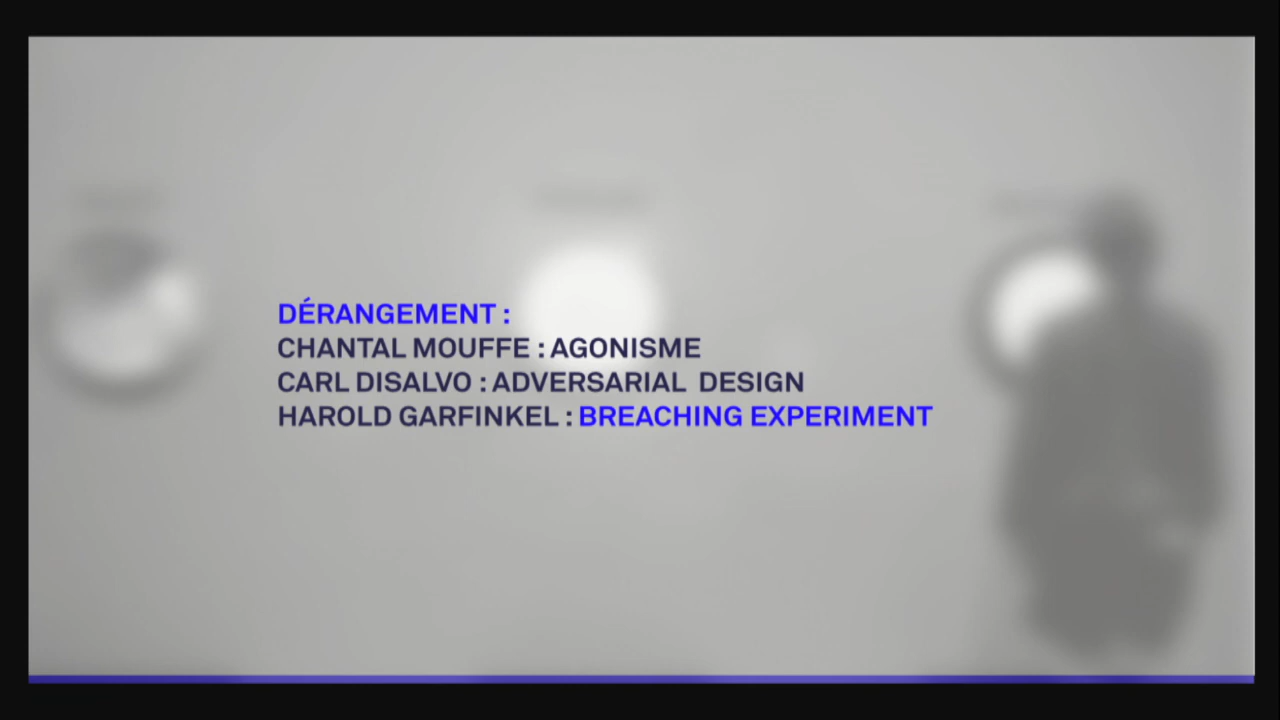 DÉRANGEMENT :
CHANTAL MOUFFE : AGONISME
CARL DISALVO : ADVERSARIAL DESIGN
HAROLD GARFINKEL : BREACHING EXPERIMENT